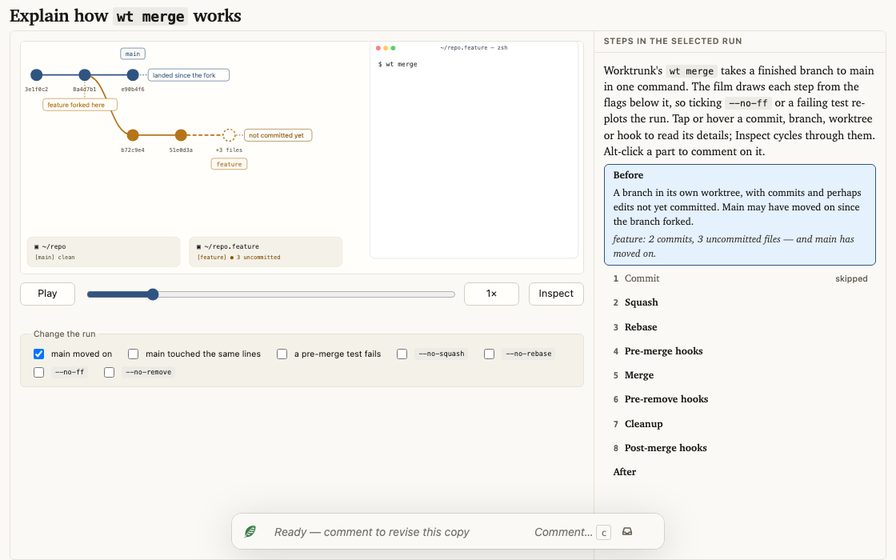 Explain how wt merge works
main
landed since the fork
3e1f0c2
8a4d7b1
e90b4f6
feature forked here
not committed yet
b72c9e4
51e0d3a
+3 files
feature
▣ ~/repo
[main] clean
▣ ~/repo.feature
[feature] ● 3 uncommitted
~/repo.feature — zsh
$ wt merge
Play
1×
Inspect
Change the run
main moved on
main touched the same lines
a pre-merge test fails
--no-squash
--no-rebase
--no-ff
--no-remove
STEPS IN THE SELECTED RUN
Worktrunk's wt merge takes a finished branch to main
in one command. The film draws each step from the
flags below it, so ticking --no-ff or a failing test re-
plots the run. Tap or hover a commit, branch, worktree
or hook to read its details; Inspect cycles through them.
Alt-click a part to comment on it.
Before
A branch in its own worktree, with commits and perhaps
edits not yet committed. Main may have moved on since
the branch forked.
feature: 2 commits, 3 uncommitted files — and main has
moved on.
1 Commit skipped
2 Squash
3 Rebase
4 Pre-merge hooks
5 Merge
6 Pre-remove hooks
7 Cleanup
8 Post-merge hooks
After
Ready — comment to revise this copy
Comment... c